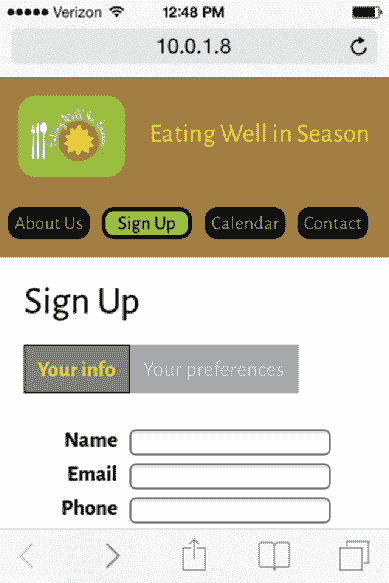 Verizon 12:48 PM
10.0.1.8
Eating Well in Season
About Us Sign Up Calendar Contact
Sign Up
Your info Your preferences
Name
Email
Phone